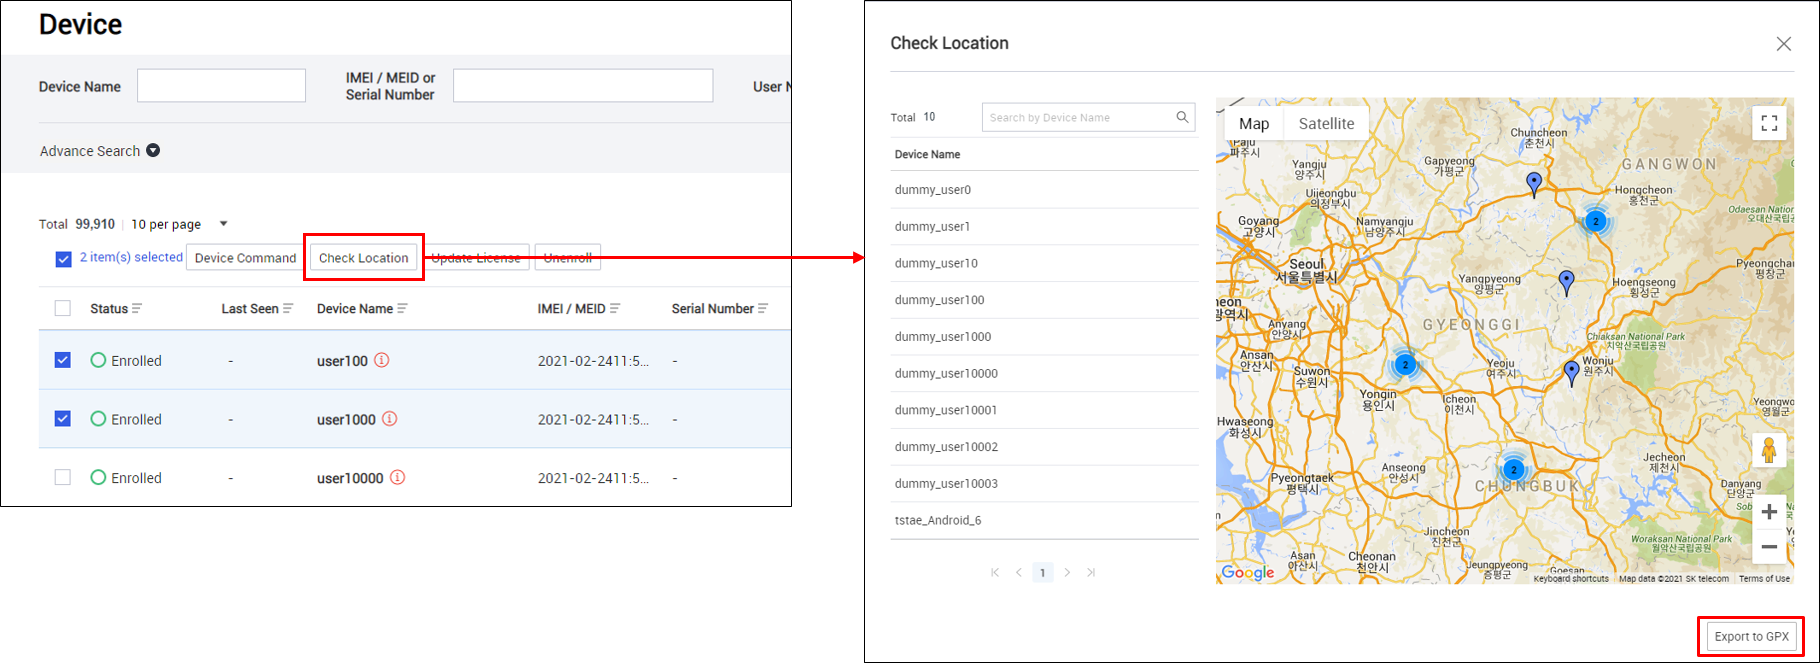 Device
Device Name
IMEI / MEID or
Serial Number
User N
Advance Search
Total 99,910 10 per page
2 item(s) selected Device Command Check Location Update License Unenroll
Status Last Seen Device Name IMEI / MEID Serial Number
Enrolled - user100 2021-02-2411:5... -
Enrolled - user1000 2021-02-2411:5... -
Enrolled - user10000 2021-02-2411:5... -
Check Location
Total 10 Search by Device Name
Device Name
dummy_user0
dummy_user1
dummy_user10
dummy_user100
dummy_user1000
dummy_user10000
dummy_user10001
dummy_user10002
dummy_user10003
tstae_Android_6
1
Map Satellite
Paju
파주시
Chuncheon
춘천시
Yangju
양주시
Gapyeong
가평군
GANGWON
Uijeongbu
의정부시
Hongcheon
홍천군
Odaesan Nation
오대산국립
Goyang
고양시
Namyangju
남양주시
2
Seoul
서울특별시
Yangpyeong
양평군
Hoengseong
횡성군
Pyeongchan
평창군
heon
광역시
Anyang
안양시
GYEONGGI
Chiaksan National Park
치악산국립공원
Ansan
안산시
Suwon
수원시
2
Yeoju
여주시
Wonju
원주시
Yongin
용인시
Icheon
이천시
Yeongwo
영월군
Hwaseong
화성시
Jecheon
제천시
Anseong
안성시
2
CHUNGBUK
Pyeongtaek
평택시
Danyang
단양군
Jincheon
진천군
Woraksan National Park
월악산국립공원
Asan
아산시
Cheonan
천안시
Jeungpyeong
증평군
Goesan
Google
Keyboard shortcuts Map data ©2021 SK telecom Terms of Use
Export to GPX